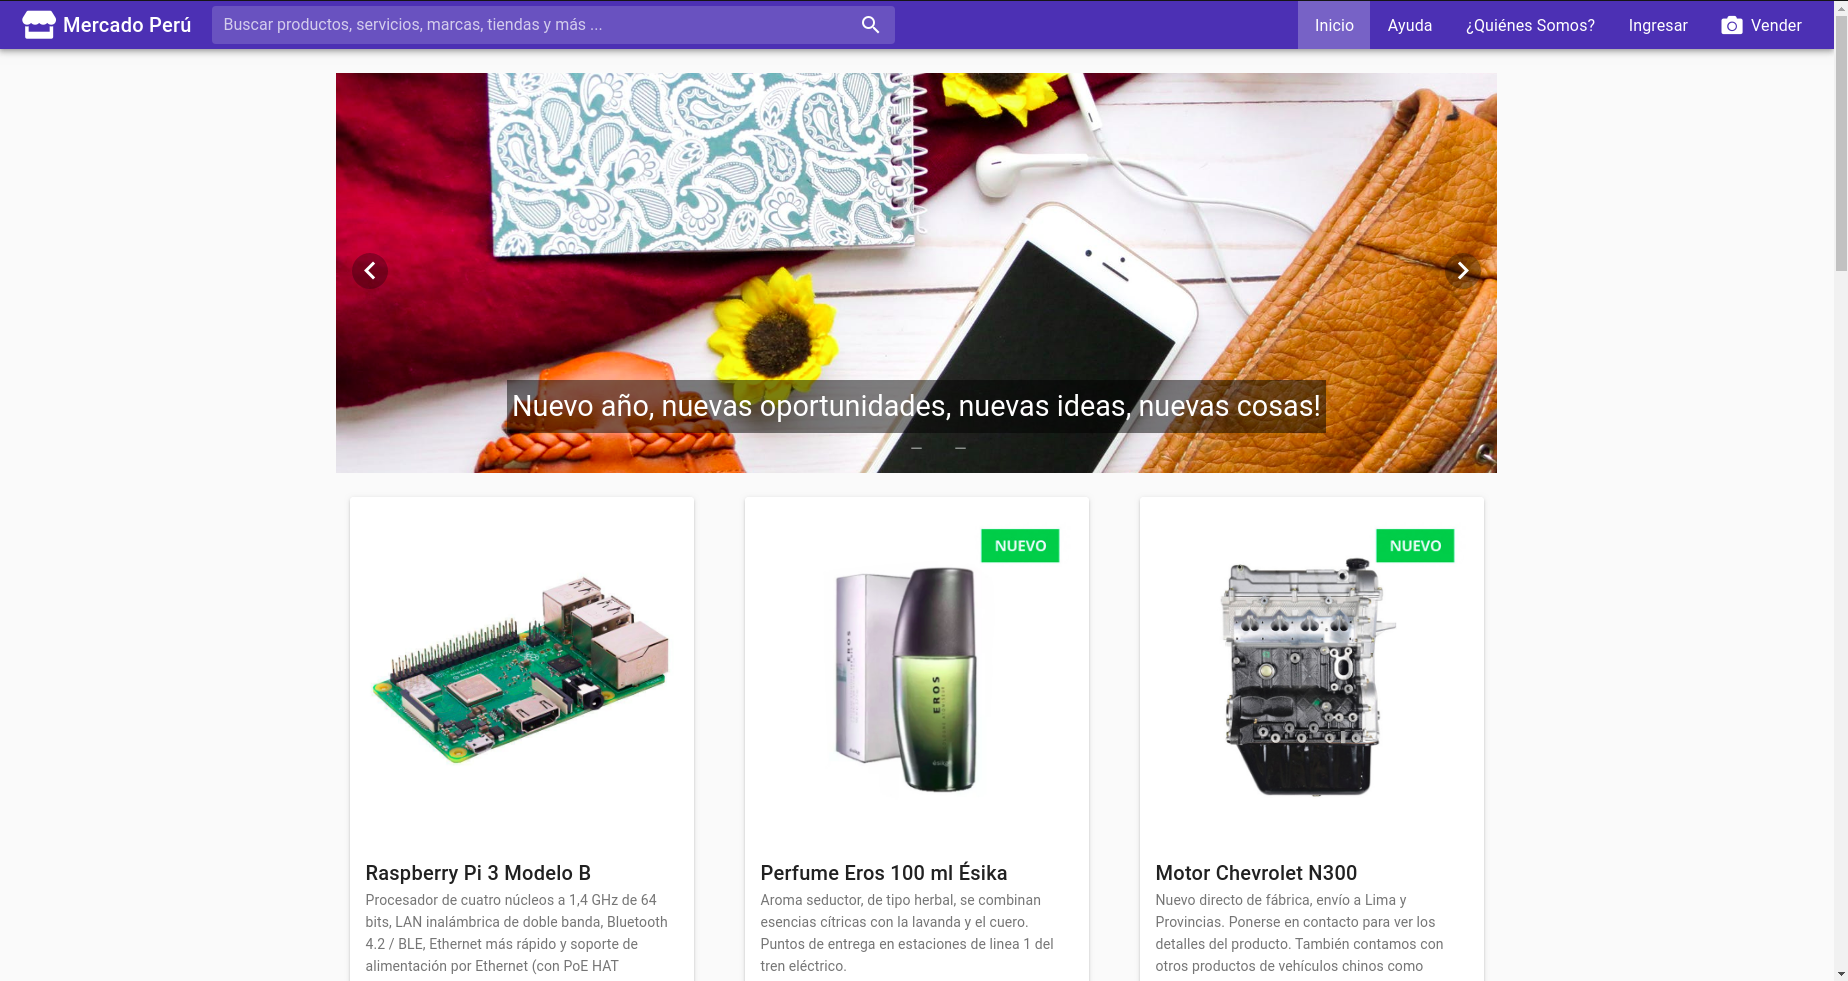 Mercado Perú
Buscar productos, servicios, marcas, tiendas y más ...
Inicio
Ayuda
¿Quiénes Somos?
Ingresar
Vender
Nuevo año, nuevas oportunidades, nuevas ideas, nuevas cosas!
NUEVO
EROS
EROS
ésika
NUEVO
Raspberry Pi 3 Modelo B
Procesador de cuatro núcleos a 1,4 GHz de 64
bits, LAN inalámbrica de doble banda, Bluetooth
4.2 / BLE, Ethernet más rápido y soporte de
alimentación por Ethernet (con PoE HAT
Perfume Eros 100 ml Ésika
Aroma seductor, de tipo herbal, se combinan
esencias cítricas con la lavanda y el cuero.
Puntos de entrega en estaciones de linea 1 del
tren eléctrico.
Motor Chevrolet N300
Nuevo directo de fábrica, envío a Lima y
Provincias. Ponerse en contacto para ver los
detalles del producto. También contamos con
otros productos de vehículos chinos como